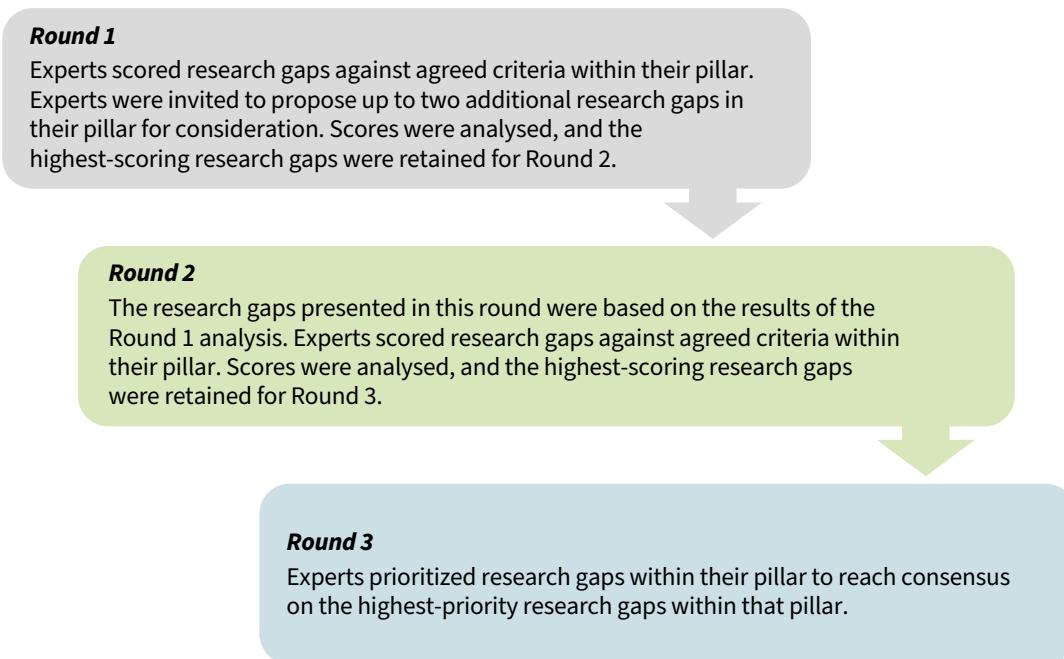 Round 1
Experts scored research gaps against agreed criteria within their pillar.
Experts were invited to propose up to two additional research gaps in
their pillar for consideration. Scores were analysed, and the
highest-scoring research gaps were retained for Round 2.
Round 2
The research gaps presented in this round were based on the results of the
Round 1 analysis. Experts scored research gaps against agreed criteria within
their pillar. Scores were analysed, and the highest-scoring research gaps
were retained for Round 3.
Round 3
Experts prioritized research gaps within their pillar to reach consensus
on the highest-priority research gaps within that pillar.